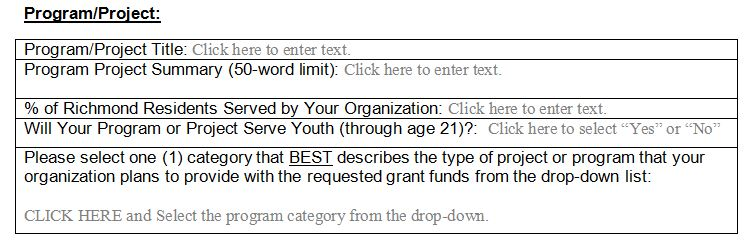 Program/Project:
Program/Project Title: Click here to enter text.
Program Project Summary (50-word limit): Click here to enter text.
% of Richmond Residents Served by Your Organization: Click here to enter text.
Will Your Program or Project Serve Youth (through age 21)?: Click here to select “Yes” or “No”
Please select one (1) category that BEST describes the type of project or program that your
organization plans to provide with the requested grant funds from the drop-down list:
CLICK HERE and Select the program category from the drop-down.